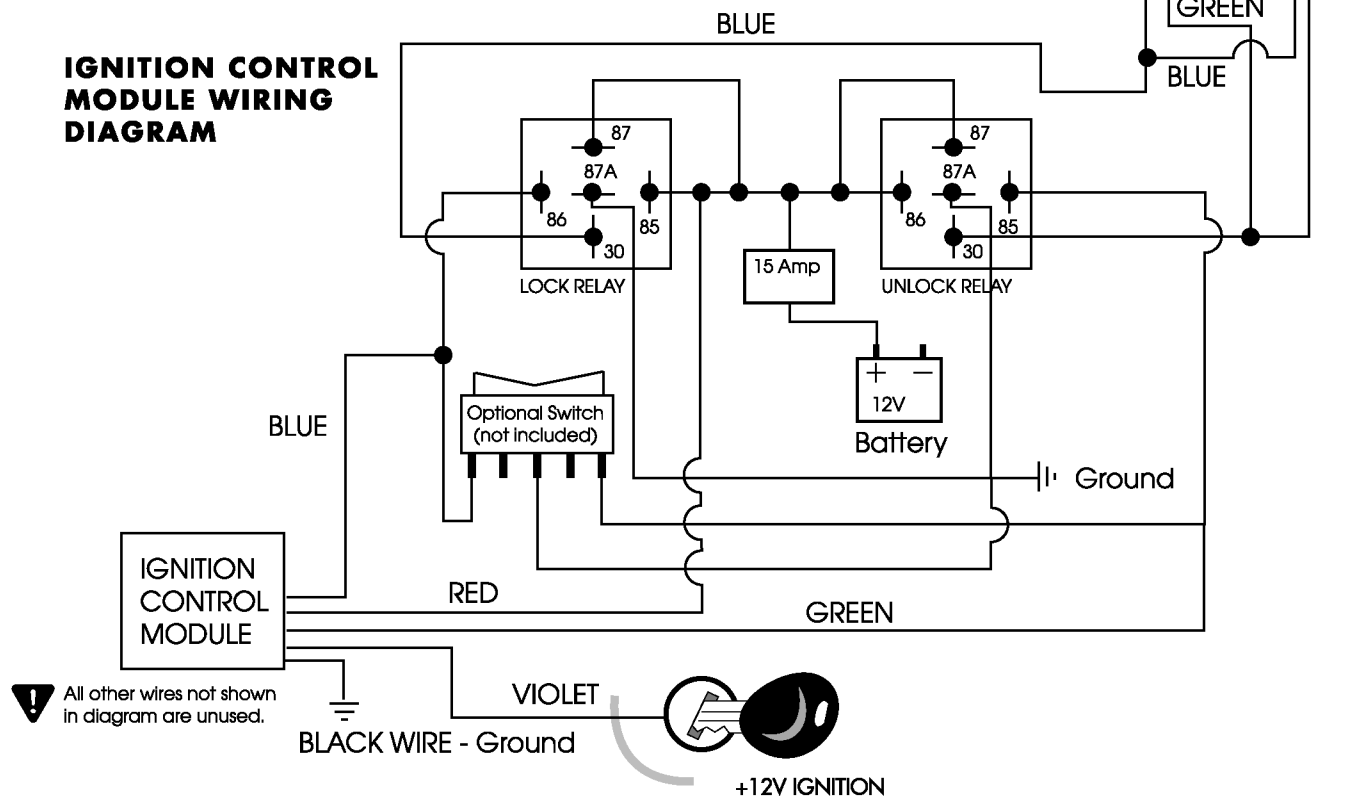 GREEN
BLUE
IGNITION CONTROL
MODULE WIRING
DIAGRAM
BLUE
87
87A
86
85
30
LOCK RELAY
87
87A
86
85
30
UNLOCK RELAY
15 Amp
+ −
12V
Battery
BLUE
Optional Switch
(not included)
Ground
IGNITION
CONTROL
MODULE
RED
GREEN
! All other wires not shown
in diagram are unused.
VIOLET
BLACK WIRE - Ground
+12V IGNITION